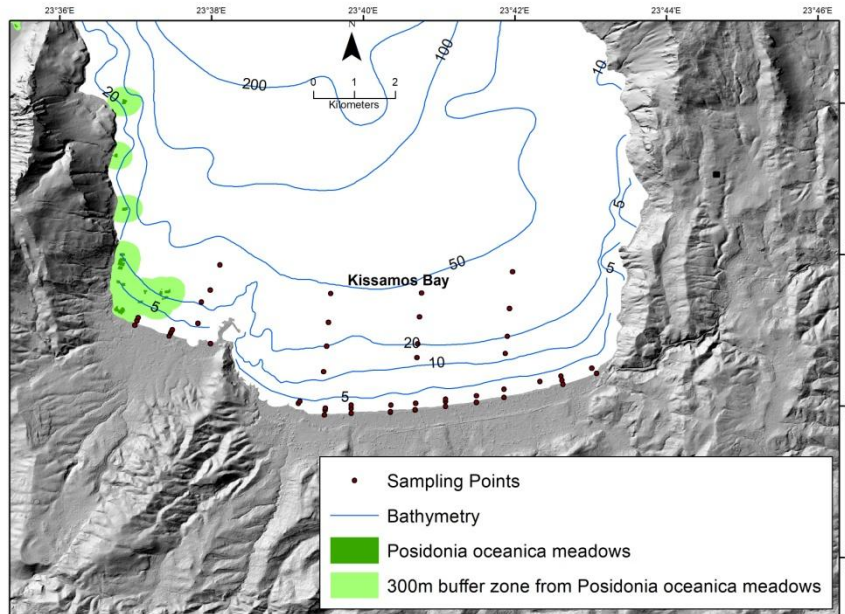 23°36'E 23°38'E 23°40'E 23°42'E 23°44'E 23°46'E
N
0 1 2
Kilometers
20
200
100
10
5
50
5
Kissamos Bay
5
20
10
5
Sampling Points
Bathymetry
Posidonia oceanica meadows
300m buffer zone from Posidonia oceanica meadows